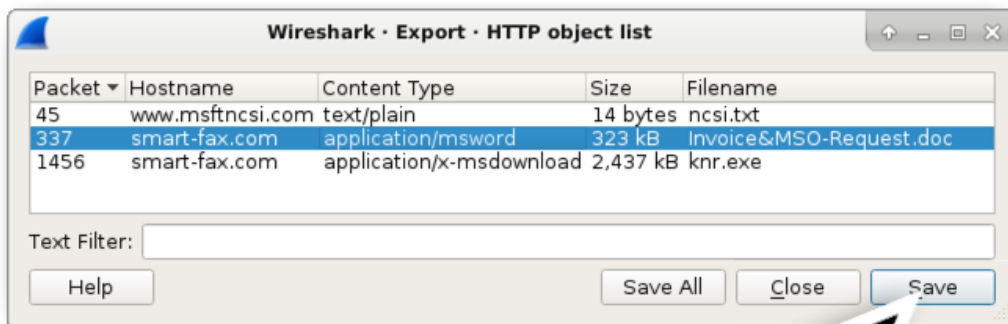 Wireshark · Export · HTTP object list
Packet Hostname Content Type Size Filename
45 www.msftncsi.com text/plain 14 bytes ncsi.txt
337 smart-fax.com application/msword 323 kB Invoice&MSO-Request.doc
1456 smart-fax.com application/x-msdownload 2,437 kB knr.exe
Text Filter:
Help Save All Close Save